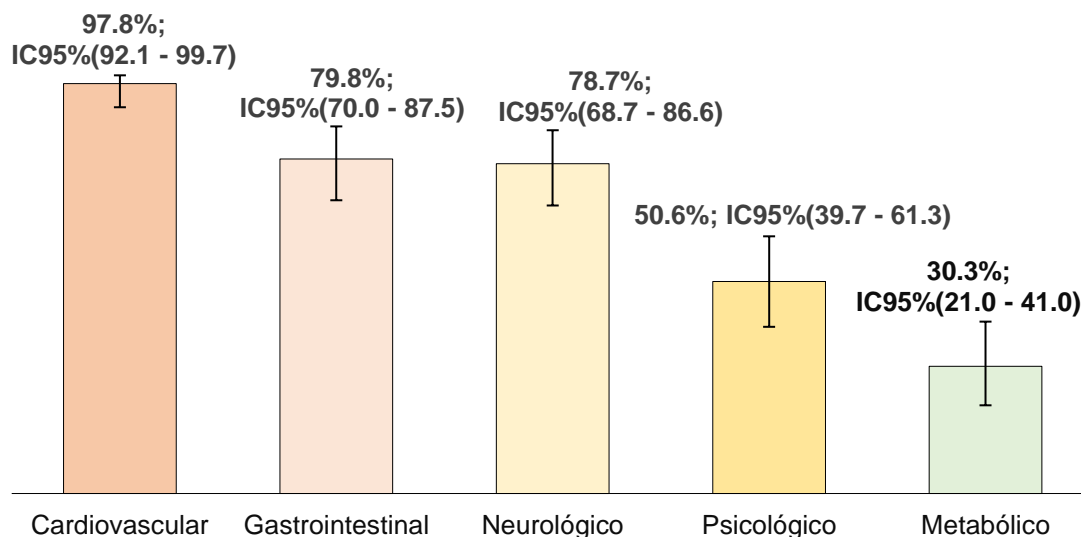 97.8%;
IC95%(92.1 - 99.7)
79.8%;
IC95%(70.0 - 87.5)
78.7%;
IC95%(68.7 - 86.6)
50.6%; IC95%(39.7 - 61.3)
30.3%;
IC95%(21.0 - 41.0)
Cardiovascular Gastrointestinal Neurológico Psicológico Metabólico